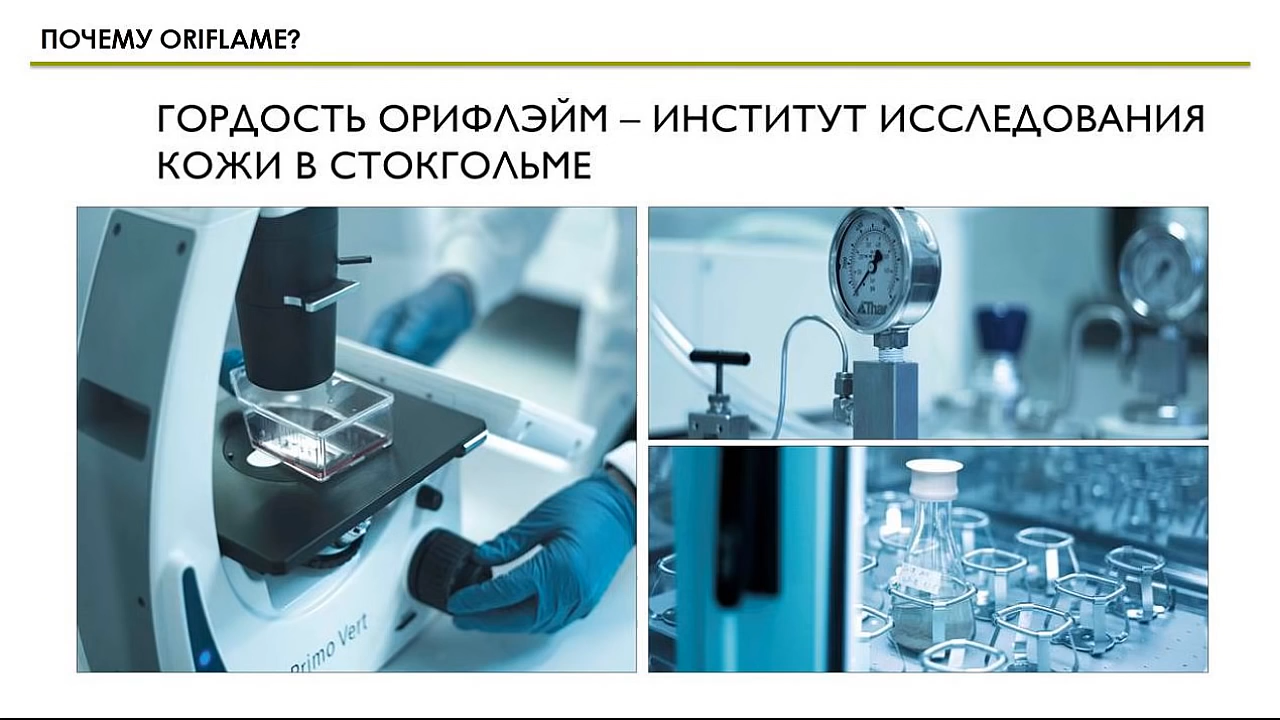 ПОЧЕМУ ORIFLAME?
ГОРДОСТЬ ОРИФЛЭЙМ – ИНСТИТУТ ИССЛЕДОВАНИЯ
КОЖИ В СТОКГОЛЬМЕ
Thar
Primo Vert